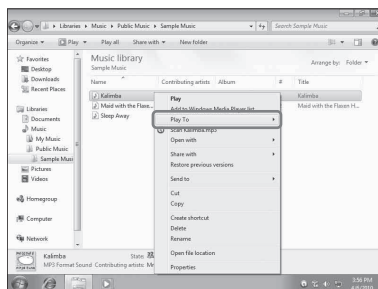 Libraries ▸ Music ▸ Public Music ▸ Sample Music
Search Sample Music
Organize ▾ Play ▾ Play all Share with ▾ New folder
Favorites
Desktop
Downloads
Recent Places
Libraries
Documents
Music
My Music
Public Music
Sample Musi
Pictures
Videos
Homegroup
Computer
Network
Music library
Sample Music
Arrange by: Folder ▾
Name Contributing artists Album # Title
Kalimba Kalimba
Maid with the Flaxe... Maid with the Flaxen H...
Sleep Away
Play
Add to Windows Media Player list
Play To
Scan Kalimba.mp3
Open with
Share with
Restore previous versions
Send to
Cut
Copy
Create shortcut
Delete
Rename
Open file location
Properties
Kalimba State:
MP3 Format Sound Contributing artists:
3:56 PM